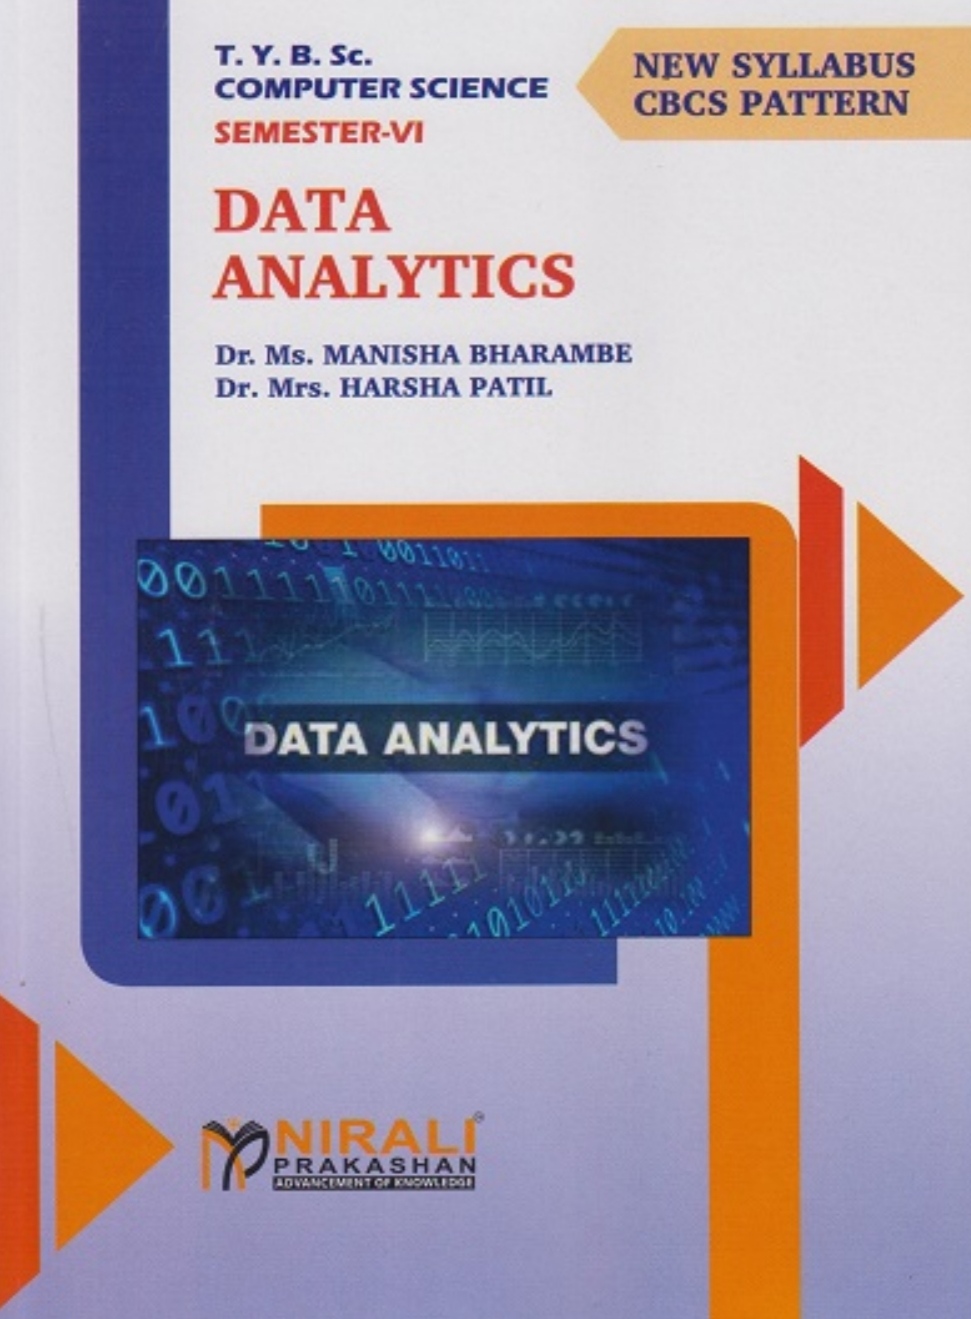 T. Y. B. Sc.
COMPUTER SCIENCE
SEMESTER-VI
NEW SYLLABUS
CBCS PATTERN
DATA
ANALYTICS
Dr. Ms. MANISHA BHARAMBE
Dr. Mrs. HARSHA PATIL
DATA ANALYTICS
NIRALI
PRAKASHAN
ADVANCEMENT OF KNOWLEDGE